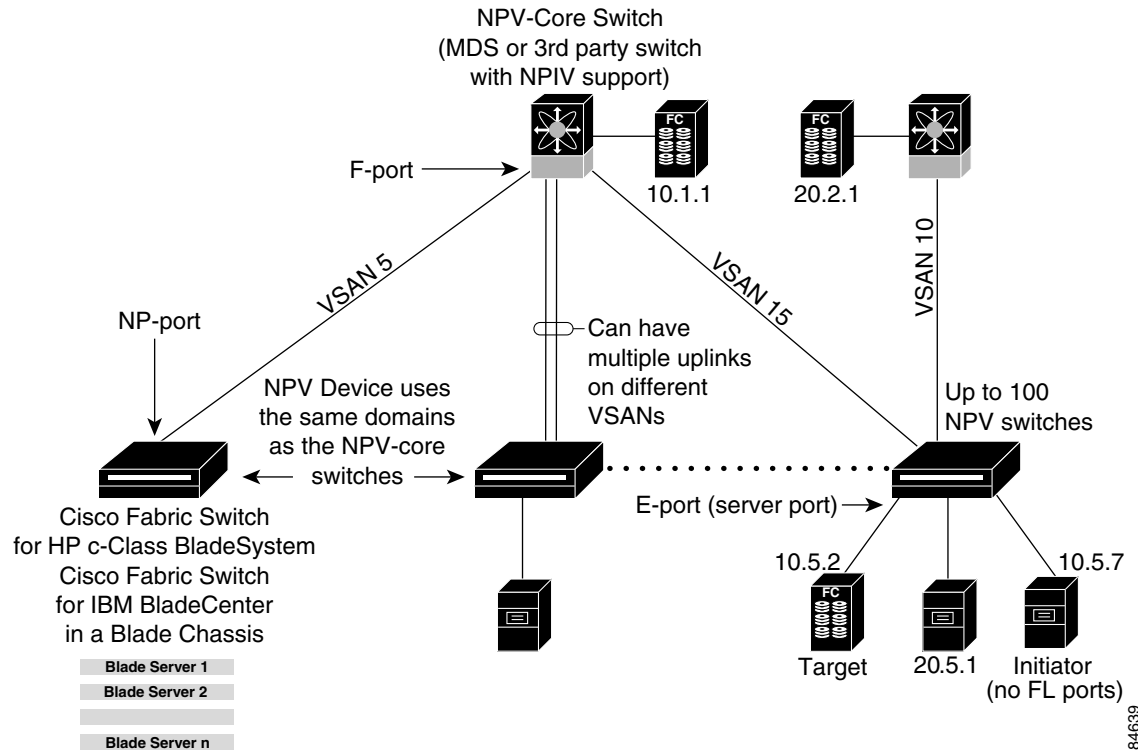 NPV-Core Switch
(MDS or 3rd party switch
with NPIV support)
FC
FC
F-port
10.1.1
20.2.1
VSAN 5
VSAN 15
VSAN 10
NP-port
Can have
multiple uplinks
on different
VSANs
NPV Device uses
the same domains
as the NPV-core
switches
Up to 100
NPV switches
E-port (server port)
Cisco Fabric Switch
for HP c-Class BladeSystem
Cisco Fabric Switch
for IBM BladeCenter
in a Blade Chassis
10.5.2
10.5.7
FC
Target
20.5.1
Initiator
(no FL ports)
Blade Server 1
Blade Server 2
Blade Server n
84639